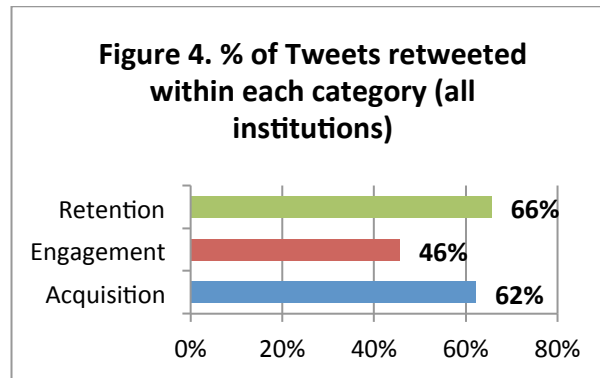 Figure 4. % of Tweets retweeted
within each category (all
institutions)
Retention 66%
Engagement 46%
Acquisition 62%
0% 20% 40% 60% 80%